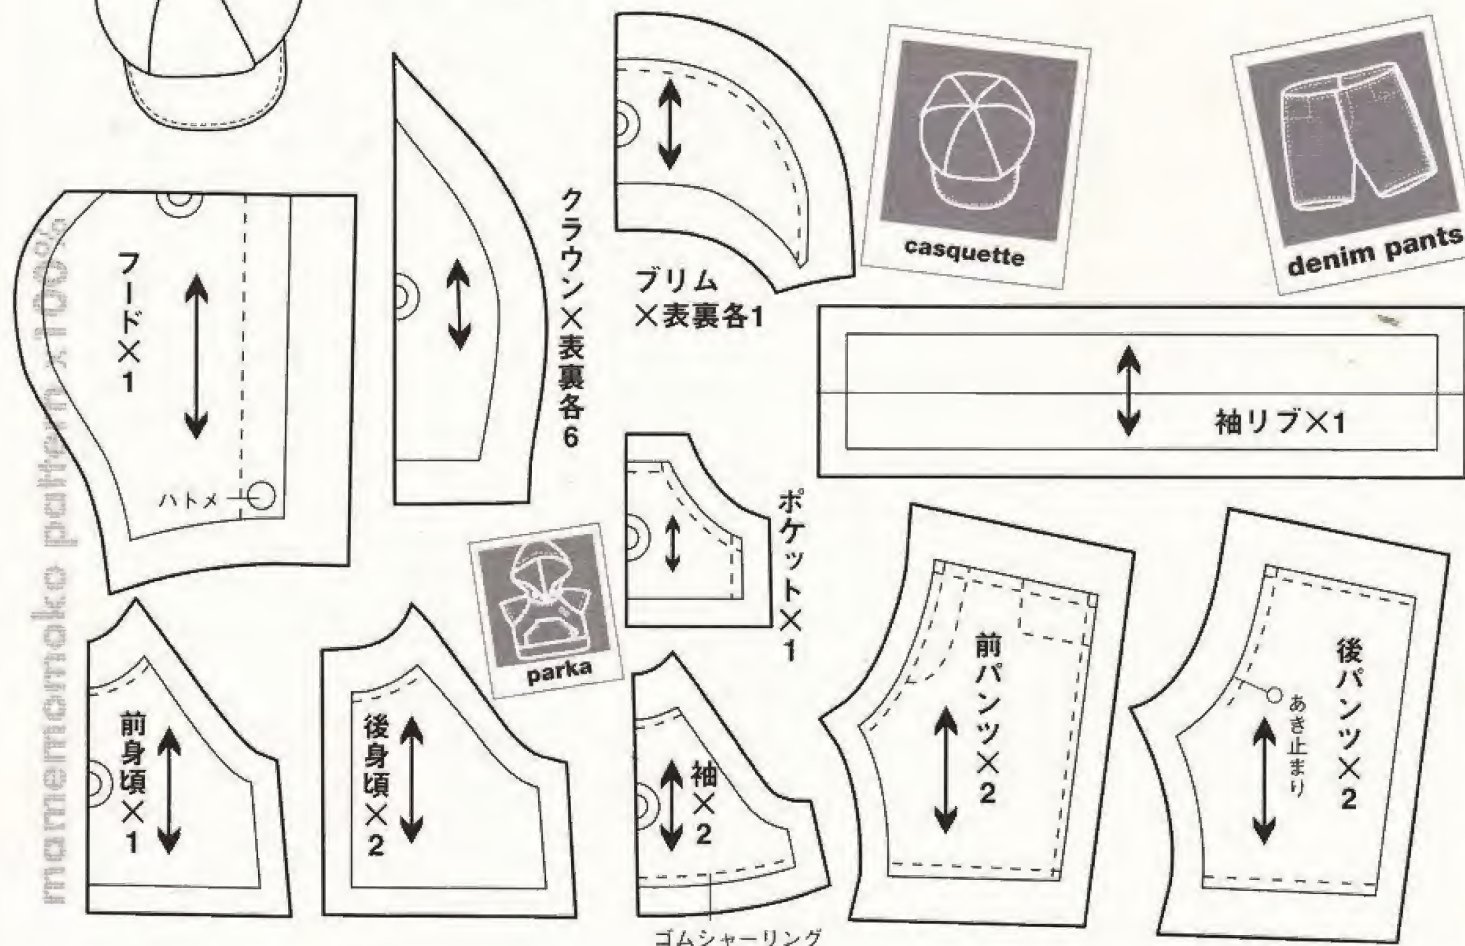 manemomoko pattern x100%
フード×1
ハトメ
クラウン×表裏各6
ブリム
×表裏各1
casquette
denim pants
袖リブ×1
ポケット×1
parka
前身頃×1
後身頃×2
袖×2
ゴムシャーリング
前パンツ×2
後パンツ×2
あき止まり